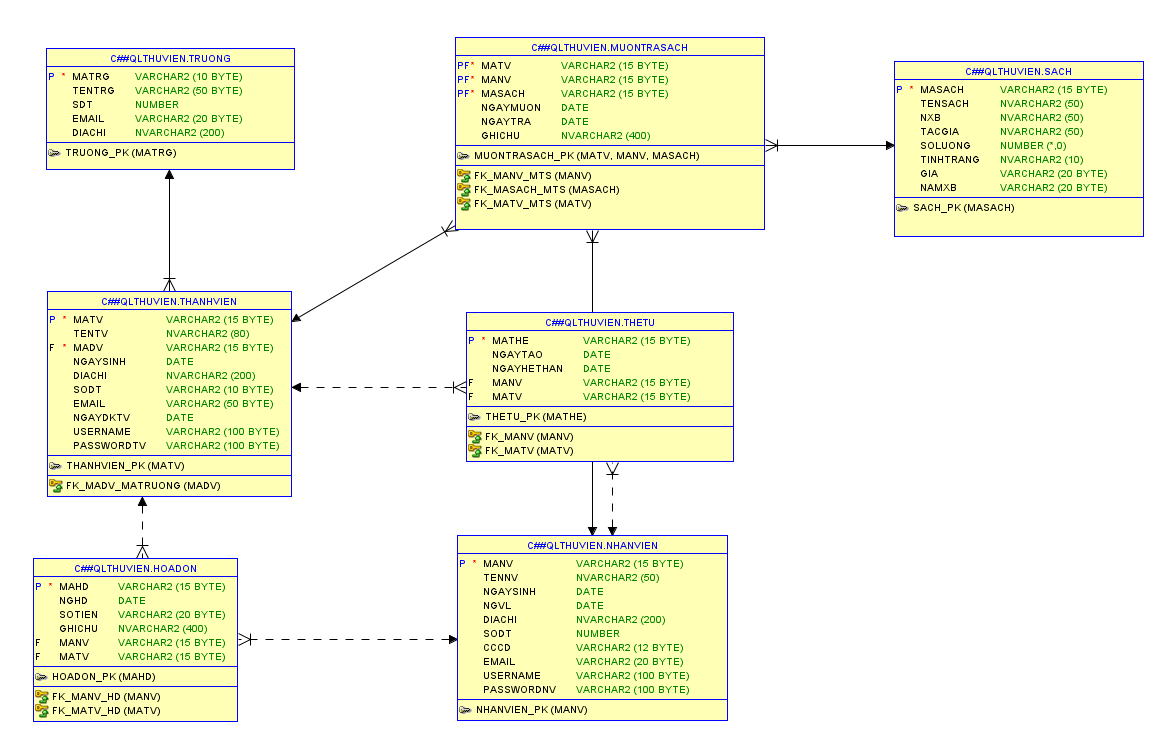 C##QLTHUVIEN.TRUONG
P * MATRG VARCHAR2 (10 BYTE)
TENTRG VARCHAR2 (50 BYTE)
SDT NUMBER
EMAIL VARCHAR2 (20 BYTE)
DIACHI NVARCHAR2 (200)
TRUONG_PK (MATRG)
C##QLTHUVIEN.MUONTRASACH
PF* MATV VARCHAR2 (15 BYTE)
PF* MANV VARCHAR2 (15 BYTE)
PF* MASACH VARCHAR2 (15 BYTE)
NGAYMUON DATE
NGAYTRA DATE
GHICHU NVARCHAR2 (400)
MUONTRASACH_PK (MATV, MANV, MASACH)
FK_MANV_MTS (MANV)
FK_MASACH_MTS (MASACH)
FK_MATV_MTS (MATV)
C##QLTHUVIEN.SACH
P * MASACH VARCHAR2 (15 BYTE)
TENSACH NVARCHAR2 (50)
NXB NVARCHAR2 (50)
TACGIA NVARCHAR2 (50)
SOLUONG NUMBER (*,0)
TINHTRANG NVARCHAR2 (10)
GIA VARCHAR2 (20 BYTE)
NAMXB VARCHAR2 (20 BYTE)
SACH_PK (MASACH)
C##QLTHUVIEN.THANHVIEN
P * MATV VARCHAR2 (15 BYTE)
TENTV NVARCHAR2 (80)
F * MADV VARCHAR2 (15 BYTE)
NGAYSINH DATE
DIACHI NVARCHAR2 (200)
SODT VARCHAR2 (10 BYTE)
EMAIL VARCHAR2 (50 BYTE)
NGAYDKTV DATE
USERNAME VARCHAR2 (100 BYTE)
PASSWORDTV VARCHAR2 (100 BYTE)
THANHVIEN_PK (MATV)
FK_MADV_MATRUONG (MADV)
C##QLTHUVIEN.THETU
P * MATHE VARCHAR2 (15 BYTE)
NGAYTAO DATE
NGAYHETHAN DATE
F MANV VARCHAR2 (15 BYTE)
F MATV VARCHAR2 (15 BYTE)
THETU_PK (MATHE)
FK_MANV (MANV)
FK_MATV (MATV)
C##QLTHUVIEN.HOADON
P * MAHD VARCHAR2 (15 BYTE)
NGHD DATE
SOTIEN VARCHAR2 (20 BYTE)
GHICHU NVARCHAR2 (400)
F MANV VARCHAR2 (15 BYTE)
F MATV VARCHAR2 (15 BYTE)
HOADON_PK (MAHD)
FK_MANV_HD (MANV)
FK_MATV_HD (MATV)
C##QLTHUVIEN.NHANVIEN
P * MANV VARCHAR2 (15 BYTE)
TENNV NVARCHAR2 (50)
NGAYSINH DATE
NGVL DATE
DIACHI NVARCHAR2 (200)
SODT NUMBER
CCCD VARCHAR2 (12 BYTE)
EMAIL VARCHAR2 (20 BYTE)
USERNAME VARCHAR2 (100 BYTE)
PASSWORDNV VARCHAR2 (100 BYTE)
NHANVIEN_PK (MANV)